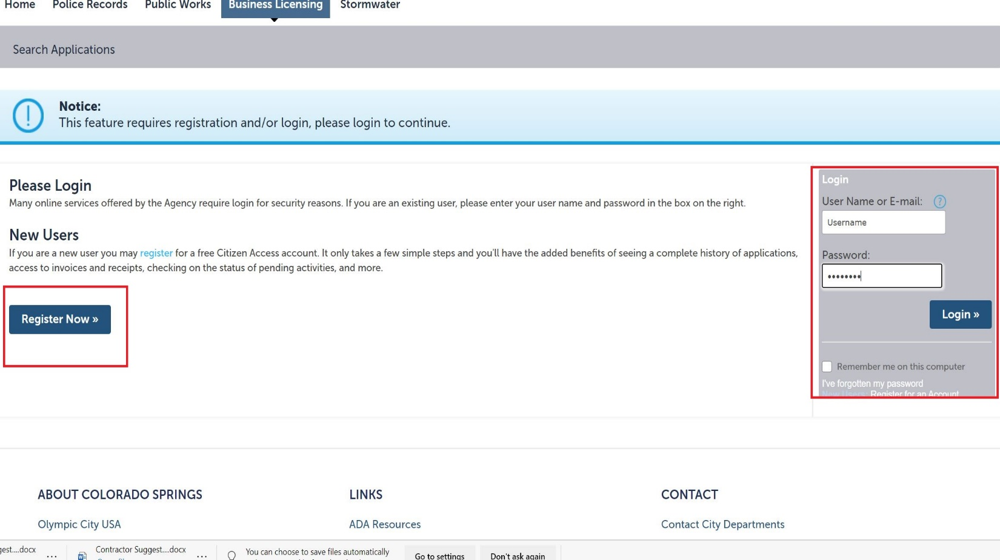 Home Police Records Public Works Business Licensing Stormwater
Search Applications
Notice:
This feature requires registration and/or login, please login to continue.
Please Login
Many online services offered by the Agency require login for security reasons. If you are an existing user, please enter your user name and password in the box on the right.
New Users
If you are a new user you may register for a free Citizen Access account. It only takes a few simple steps and you'll have the added benefits of seeing a complete history of applications,
access to invoices and receipts, checking on the status of pending activities, and more.
Register Now »
Login
User Name or E-mail: ?
Username
Password:
••••••••
Login »
Remember me on this computer
I've forgotten my password
New Users: Register for an Account
ABOUT COLORADO SPRINGS
LINKS
CONTACT
Olympic City USA
ADA Resources
Contact City Departments
gest....docx ...
Contractor Suggest....docx ...
You can choose to save files automatically
Go to settings
Don't ask again